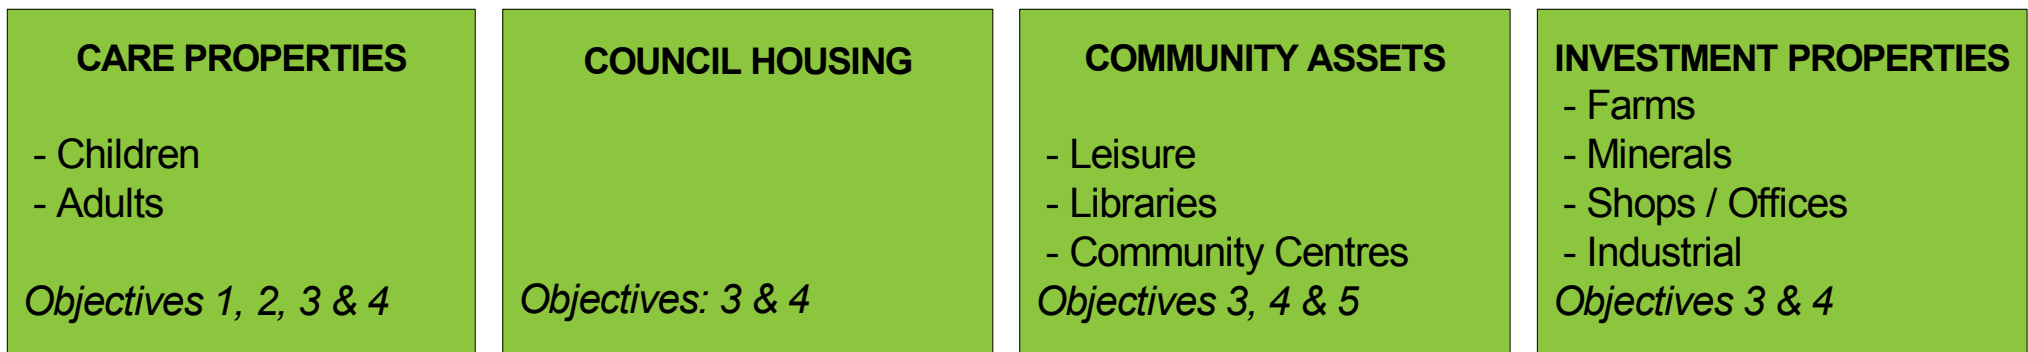 CARE PROPERTIES
- Children
- Adults
Objectives 1, 2, 3 & 4
COUNCIL HOUSING
Objectives: 3 & 4
COMMUNITY ASSETS
- Leisure
- Libraries
- Community Centres
Objectives 3, 4 & 5
INVESTMENT PROPERTIES
- Farms
- Minerals
- Shops / Offices
- Industrial
Objectives 3 & 4